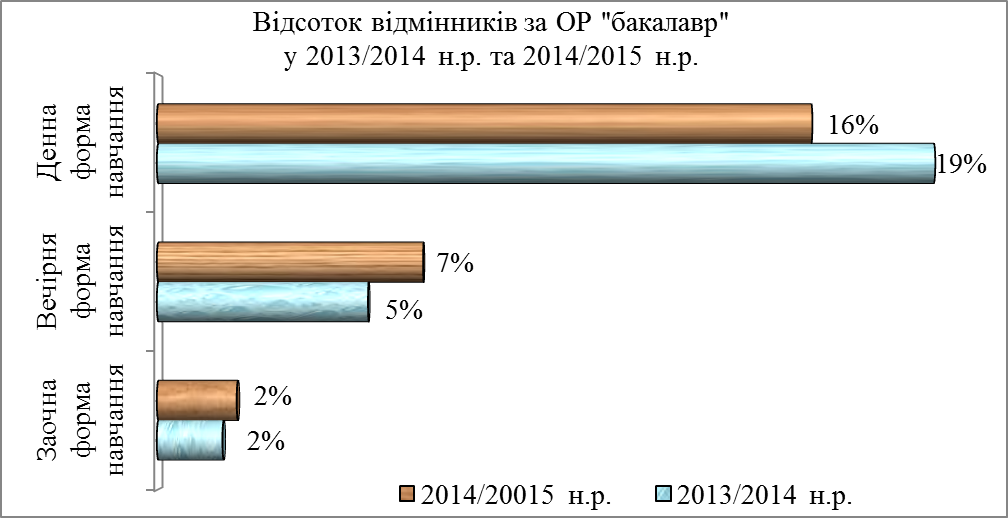 Відсоток відмінників за ОР "бакалавр"
у 2013/2014 н.р. та 2014/2015 н.р.
Денна
форма
навчання
16%
19%
Вечірня
форма
навчання
7%
5%
Заочна
форма
навчання
2%
2%
2014/20015 н.р.
2013/2014 н.р.